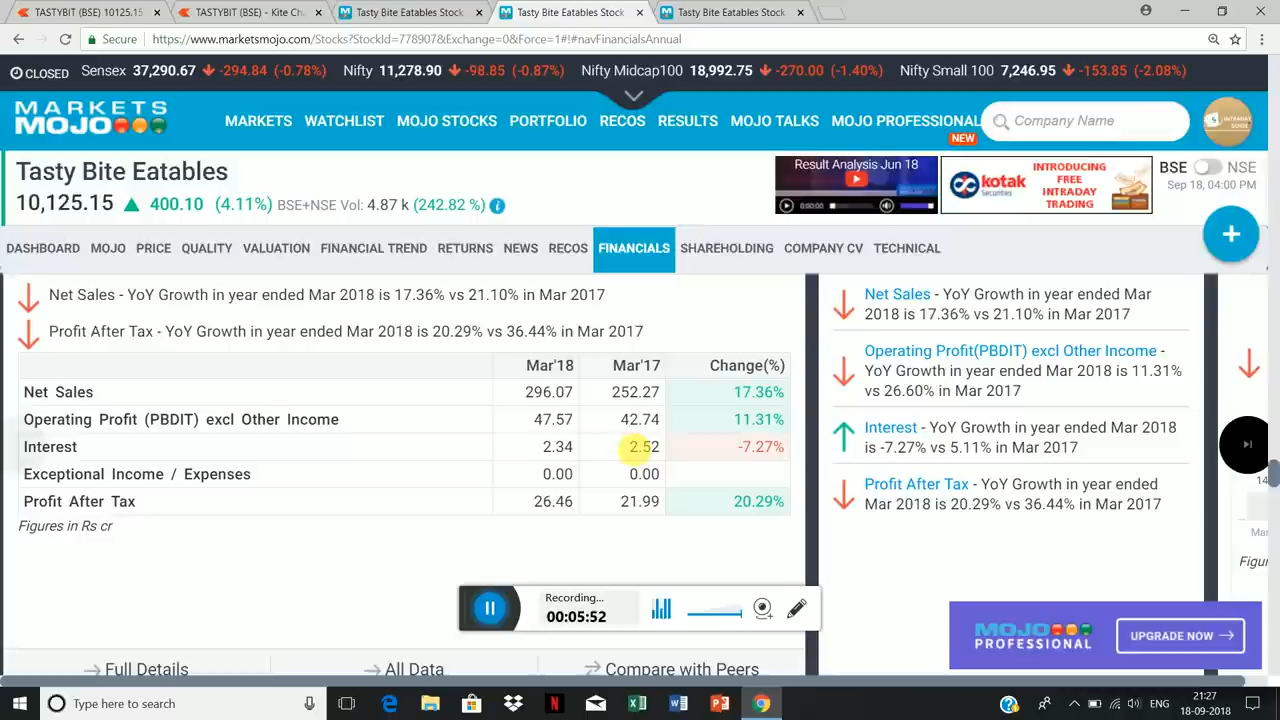 TASTYBIT (BSE) 10125.15
TASTYBIT (BSE) - Kite Cha
Tasty Bite Eatables Stock
Tasty Bite Eatables Stock
Tasty Bite Eatables Stock
Secure
https://www.marketsmojo.com/Stocks?StockId=778907&Exchange=0&Force=1#!#navFinancialsAnnual
CLOSED Sensex 37,290.67 -294.84 (-0.78%) Nifty 11,278.90 -98.85 (-0.87%) Nifty Midcap100 18,992.75 -270.00 (-1.40%) Nifty Small 100 7,246.95 -153.85 (-2.08%)
MARKETS
MOJO
MARKETS WATCHLIST MOJO STOCKS PORTFOLIO RECOS RESULTS MOJO TALKS MOJO PROFESSIONAL
NEW
Company Name
Tasty Bite Eatables
10,125.15 400.10 (4.11%) BSE+NSE Vol: 4.87 k (242.82 %)
Result Analysis Jun 18
0:00:00
kotak
Securities
INTRODUCING
FREE
INTRADAY
TRADING
BSE NSE
Sep 18, 04:00 PM
DASHBOARD MOJO PRICE QUALITY VALUATION FINANCIAL TREND RETURNS NEWS RECOS FINANCIALS SHAREHOLDING COMPANY CV TECHNICAL
Net Sales - YoY Growth in year ended Mar 2018 is 17.36% vs 21.10% in Mar 2017
Profit After Tax - YoY Growth in year ended Mar 2018 is 20.29% vs 36.44% in Mar 2017
Mar'18 Mar'17 Change(%)
Net Sales 296.07 252.27 17.36%
Operating Profit (PBDIT) excl Other Income 47.57 42.74 11.31%
Interest 2.34 2.52 -7.27%
Exceptional Income / Expenses 0.00 0.00
Profit After Tax 26.46 21.99 20.29%
Figures in Rs cr
Full Details
All Data
Compare with Peers
Net Sales - YoY Growth in year ended Mar
2018 is 17.36% vs 21.10% in Mar 2017
Operating Profit(PBDIT) excl Other Income -
YoY Growth in year ended Mar 2018 is 11.31%
vs 26.60% in Mar 2017
Interest - YoY Growth in year ended Mar 2018
is -7.27% vs 5.11% in Mar 2017
Profit After Tax - YoY Growth in year ended
Mar 2018 is 20.29% vs 36.44% in Mar 2017
14
Mar
Figur
Recording...
00:05:52
MOJO
PROFESSIONAL
UPGRADE NOW
Type here to search
ENG
21:27
18-09-2018